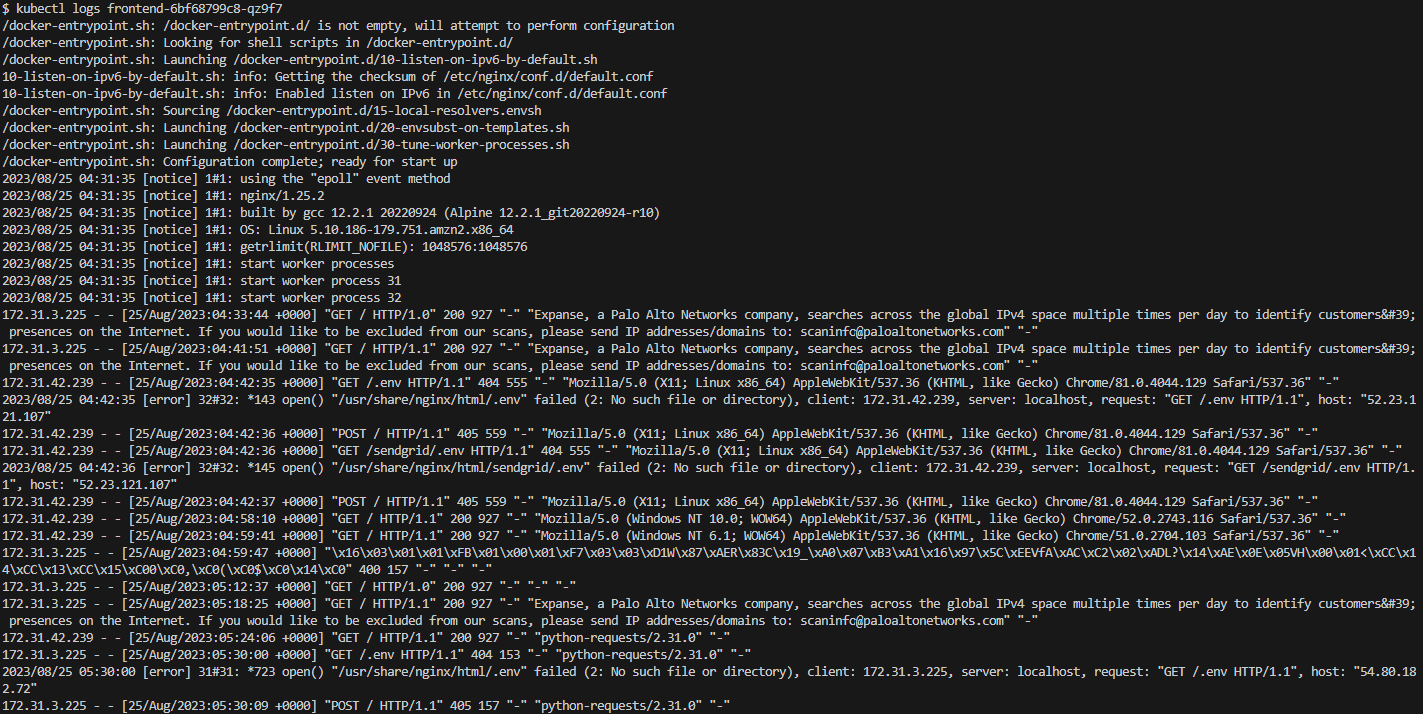 $ kubectl logs frontend-6bf68799c8-qz9f7
/docker-entrypoint.sh: /docker-entrypoint.d/ is not empty, will attempt to perform configuration
/docker-entrypoint.sh: Looking for shell scripts in /docker-entrypoint.d/
/docker-entrypoint.sh: Launching /docker-entrypoint.d/10-listen-on-ipv6-by-default.sh
10-listen-on-ipv6-by-default.sh: info: Getting the checksum of /etc/nginx/conf.d/default.conf
10-listen-on-ipv6-by-default.sh: info: Enabled listen on IPv6 in /etc/nginx/conf.d/default.conf
/docker-entrypoint.sh: Sourcing /docker-entrypoint.d/15-local-resolvers.envsh
/docker-entrypoint.sh: Launching /docker-entrypoint.d/20-envsubst-on-templates.sh
/docker-entrypoint.sh: Launching /docker-entrypoint.d/30-tune-worker-processes.sh
/docker-entrypoint.sh: Configuration complete; ready for start up
2023/08/25 04:31:35 [notice] 1#1: using the "epoll" event method
2023/08/25 04:31:35 [notice] 1#1: nginx/1.25.2
2023/08/25 04:31:35 [notice] 1#1: built by gcc 12.2.1 20220924 (Alpine 12.2.1_git20220924-r10)
2023/08/25 04:31:35 [notice] 1#1: OS: Linux 5.10.186-179.751.amzn2.x86_64
2023/08/25 04:31:35 [notice] 1#1: getrlimit(RLIMIT_NOFILE): 1048576:1048576
2023/08/25 04:31:35 [notice] 1#1: start worker processes
2023/08/25 04:31:35 [notice] 1#1: start worker process 31
2023/08/25 04:31:35 [notice] 1#1: start worker process 32
172.31.3.225 - - [25/Aug/2023:04:33:44 +0000] "GET / HTTP/1.0" 200 927 "-" "Expanse, a Palo Alto Networks company, searches across the global IPv4 space multiple times per day to identify customers&#39;
presences on the Internet. If you would like to be excluded from our scans, please send IP addresses/domains to: scaninfo@paloaltonetworks.com" "-"
172.31.3.225 - - [25/Aug/2023:04:41:51 +0000] "GET / HTTP/1.1" 200 927 "-" "Expanse, a Palo Alto Networks company, searches across the global IPv4 space multiple times per day to identify customers&#39;
presences on the Internet. If you would like to be excluded from our scans, please send IP addresses/domains to: scaninfo@paloaltonetworks.com" "-"
172.31.42.239 - - [25/Aug/2023:04:42:35 +0000] "GET /.env HTTP/1.1" 404 555 "-" "Mozilla/5.0 (X11; Linux x86_64) AppleWebKit/537.36 (KHTML, like Gecko) Chrome/81.0.4044.129 Safari/537.36" "-"
2023/08/25 04:42:35 [error] 32#32: *143 open() "/usr/share/nginx/html/.env" failed (2: No such file or directory), client: 172.31.42.239, server: localhost, request: "GET /.env HTTP/1.1", host: "52.23.1
21.107"
172.31.42.239 - - [25/Aug/2023:04:42:36 +0000] "POST / HTTP/1.1" 405 559 "-" "Mozilla/5.0 (X11; Linux x86_64) AppleWebKit/537.36 (KHTML, like Gecko) Chrome/81.0.4044.129 Safari/537.36" "-"
172.31.42.239 - - [25/Aug/2023:04:42:36 +0000] "GET /sendgrid/.env HTTP/1.1" 404 555 "-" "Mozilla/5.0 (X11; Linux x86_64) AppleWebKit/537.36 (KHTML, like Gecko) Chrome/81.0.4044.129 Safari/537.36" "-"
2023/08/25 04:42:36 [error] 32#32: *145 open() "/usr/share/nginx/html/sendgrid/.env" failed (2: No such file or directory), client: 172.31.42.239, server: localhost, request: "GET /sendgrid/.env HTTP/1.
1", host: "52.23.121.107"
172.31.42.239 - - [25/Aug/2023:04:42:37 +0000] "POST / HTTP/1.1" 405 559 "-" "Mozilla/5.0 (X11; Linux x86_64) AppleWebKit/537.36 (KHTML, like Gecko) Chrome/81.0.4044.129 Safari/537.36" "-"
172.31.42.239 - - [25/Aug/2023:04:58:10 +0000] "GET / HTTP/1.1" 200 927 "-" "Mozilla/5.0 (Windows NT 10.0; WOW64) AppleWebKit/537.36 (KHTML, like Gecko) Chrome/52.0.2743.116 Safari/537.36" "-"
172.31.42.239 - - [25/Aug/2023:04:59:41 +0000] "GET / HTTP/1.1" 200 927 "-" "Mozilla/5.0 (Windows NT 6.1; WOW64) AppleWebKit/537.36 (KHTML, like Gecko) Chrome/51.0.2704.103 Safari/537.36" "-"
172.31.3.225 - - [25/Aug/2023:04:59:47 +0000] "\x16\x03\x01\x01\xFB\x01\x00\x01\xF7\x03\x03\xD1W\x87\xAER\x83C\x19_\xA0\x07\xB3\xA1\x16\x97\x5C\xEEVfA\xAC\xC2\x02\xADL?\x14\xAE\x0E\x05VH\x00\x01<\xCC\x1
4\xCC\x13\xCC\x15\xC00\xC0,\xC0(\xC0$\xC0\x14\xC0" 400 157 "-" "-" "-"
172.31.3.225 - - [25/Aug/2023:05:12:37 +0000] "GET / HTTP/1.0" 200 927 "-" "-" "-"
172.31.3.225 - - [25/Aug/2023:05:18:25 +0000] "GET / HTTP/1.1" 200 927 "-" "Expanse, a Palo Alto Networks company, searches across the global IPv4 space multiple times per day to identify customers&#39;
presences on the Internet. If you would like to be excluded from our scans, please send IP addresses/domains to: scaninfo@paloaltonetworks.com" "-"
172.31.42.239 - - [25/Aug/2023:05:24:06 +0000] "GET / HTTP/1.1" 200 927 "-" "python-requests/2.31.0" "-"
172.31.3.225 - - [25/Aug/2023:05:30:00 +0000] "GET /.env HTTP/1.1" 404 153 "-" "python-requests/2.31.0" "-"
2023/08/25 05:30:00 [error] 31#31: *723 open() "/usr/share/nginx/html/.env" failed (2: No such file or directory), client: 172.31.3.225, server: localhost, request: "GET /.env HTTP/1.1", host: "54.80.18
2.72"
172.31.3.225 - - [25/Aug/2023:05:30:09 +0000] "POST / HTTP/1.1" 405 157 "-" "python-requests/2.31.0" "-"